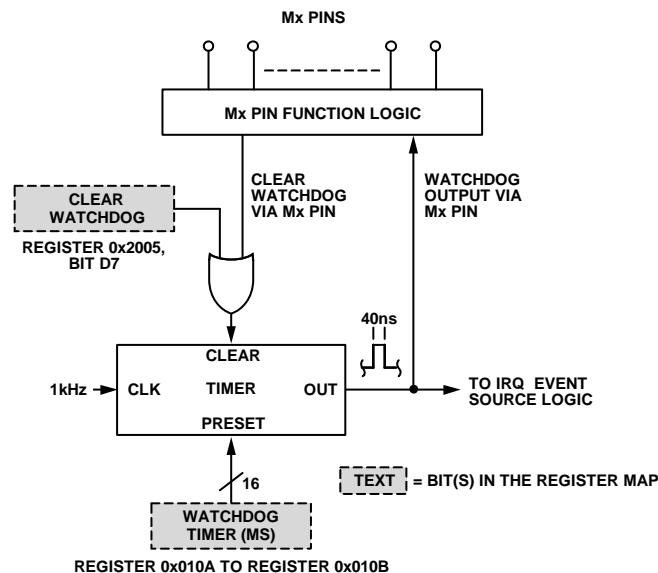 Mx PINS
Mx PIN FUNCTION LOGIC
CLEAR
WATCHDOG
VIA Mx PIN
WATCHDOG
OUTPUT VIA
Mx PIN
CLEAR
WATCHDOG
REGISTER 0x2005,
BIT D7
40ns
CLEAR
1kHz
CLK
TIMER
OUT
PRESET
TO IRQ EVENT
SOURCE LOGIC
16
TEXT = BIT(S) IN THE REGISTER MAP
WATCHDOG
TIMER (MS)
REGISTER 0x010A TO REGISTER 0x010B